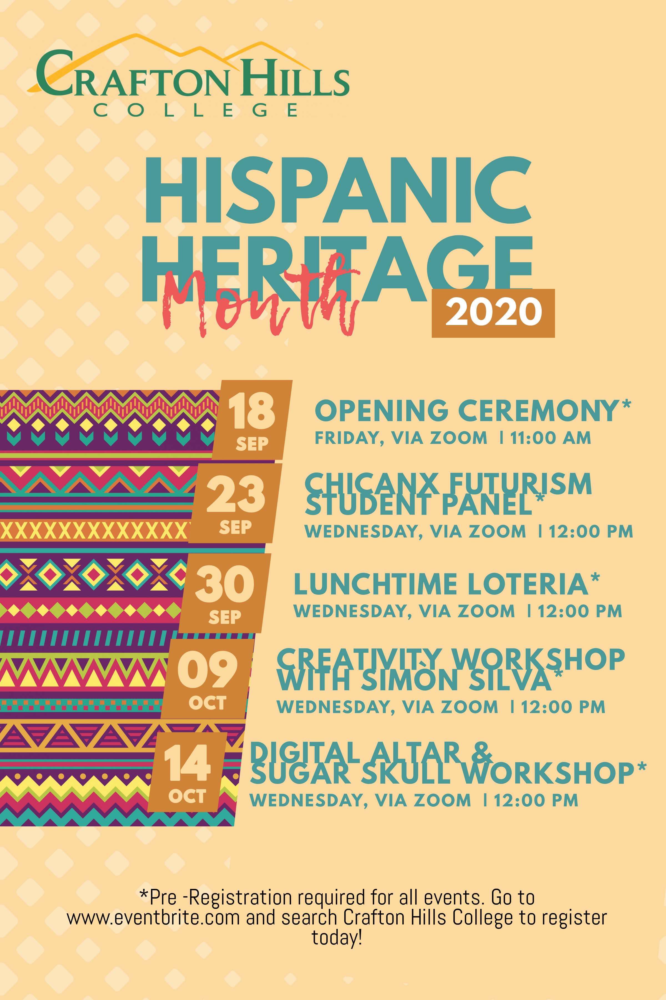 CRAFTON HILLS
COLLEGE
HISPANIC
HERITAGE
Month
2020
18
SEP
OPENING CEREMONY*
FRIDAY, VIA ZOOM | 11:00 AM
23
SEP
CHICANX FUTURISM
STUDENT PANEL*
WEDNESDAY, VIA ZOOM | 12:00 PM
30
SEP
LUNCHTIME LOTERIA*
WEDNESDAY, VIA ZOOM | 12:00 PM
09
OCT
CREATIVITY WORKSHOP
WITH SIMÒN SILVA*
WEDNESDAY, VIA ZOOM | 12:00 PM
14
OCT
DIGITAL ALTAR &
SUGAR SKULL WORKSHOP*
WEDNESDAY, VIA ZOOM | 12:00 PM
*Pre -Registration required for all events. Go to
www.eventbrite.com and search Crafton Hills College to register
today!